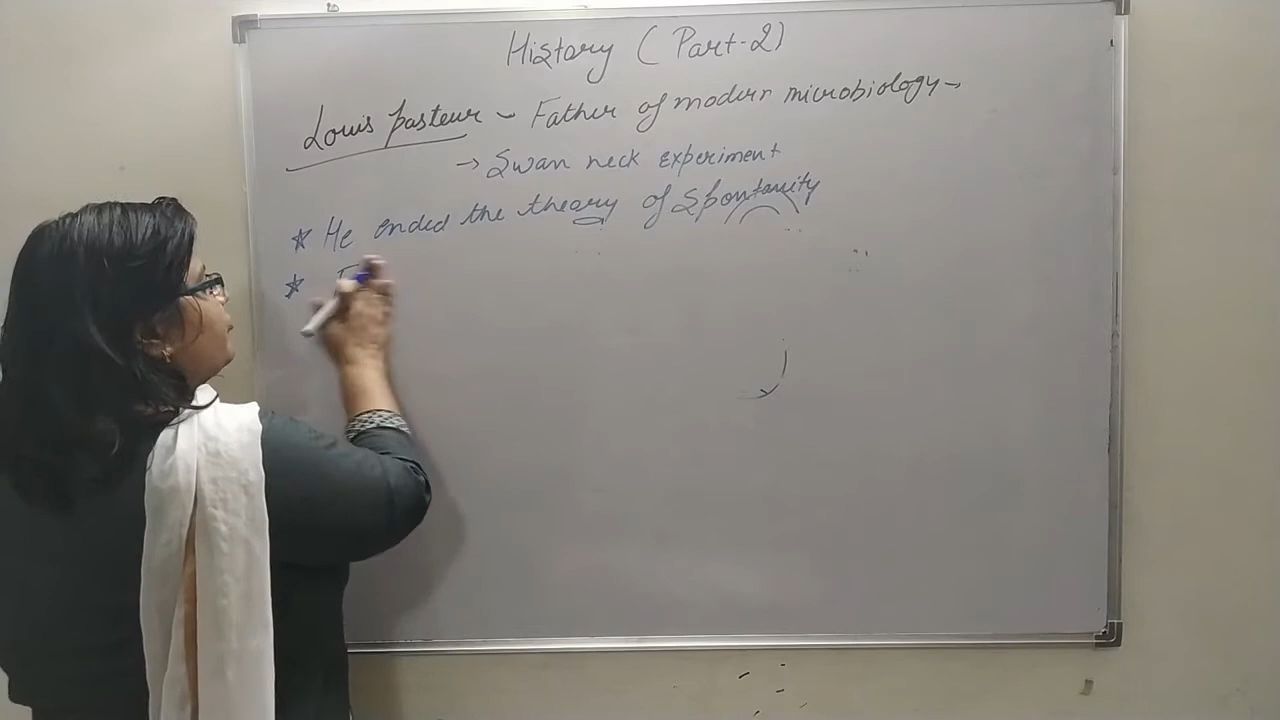 History (Part-2)
Louis Pasteur - Father of modern microbiology -
→ Swan neck experiment
* He ended the theory of Spontanity
*